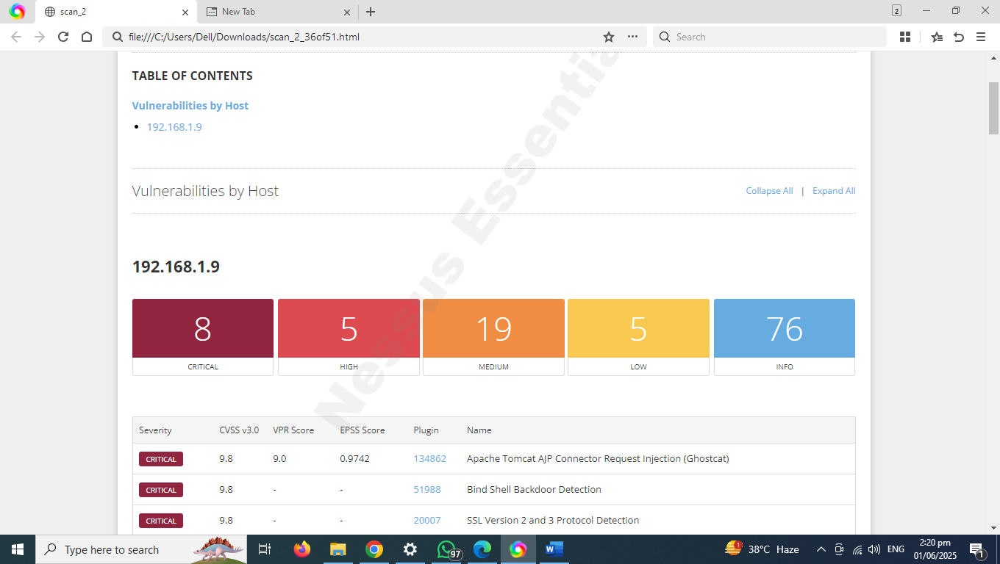 scan_2
New Tab
2
file:///C:/Users/Dell/Downloads/scan_2_36of51.html
Search
TABLE OF CONTENTS
Vulnerabilities by Host
192.168.1.9
Vulnerabilities by Host
Collapse All | Expand All
192.168.1.9
8 5 19 5 76
CRITICAL HIGH MEDIUM LOW INFO
Severity CVSS v3.0 VPR Score EPSS Score Plugin Name
CRITICAL 9.8 9.0 0.9742 134862 Apache Tomcat AJP Connector Request Injection (Ghostcat)
CRITICAL 9.8 - - 51988 Bind Shell Backdoor Detection
CRITICAL 9.8 - - 20007 SSL Version 2 and 3 Protocol Detection
Nessus Essentia
Type here to search
97
W
1
38°C Haze
ENG
2:20 pm
01/06/2025
1